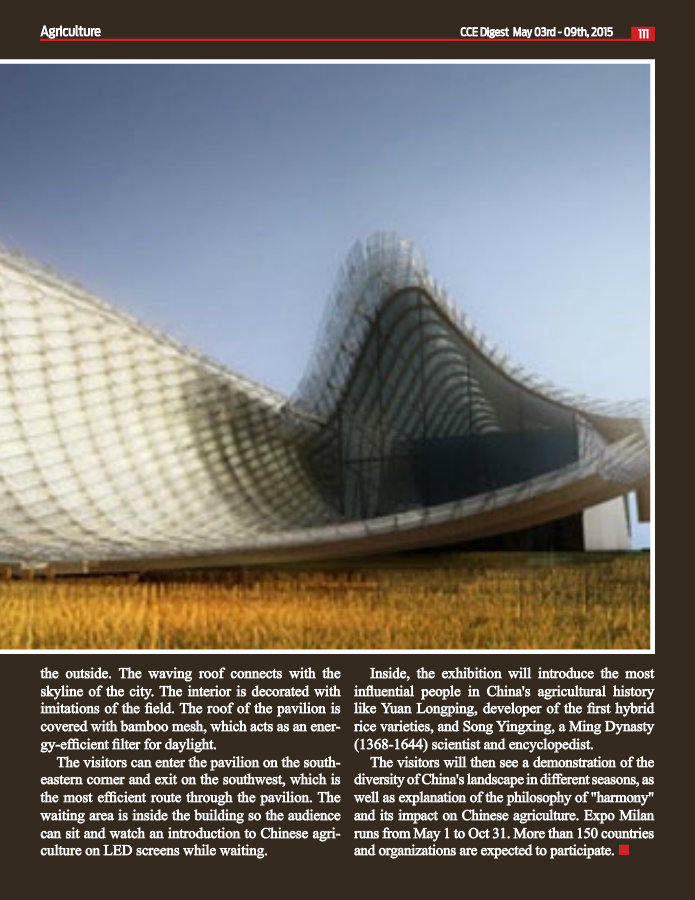 Agriculture
CCE Digest May 03rd - 09th, 2015
111
the outside. The waving roof connects with the
skyline of the city. The interior is decorated with
imitations of the field. The roof of the pavilion is
covered with bamboo mesh, which acts as an ener-
gy-efficient filter for daylight.
The visitors can enter the pavilion on the south-
eastern corner and exit on the southwest, which is
the most efficient route through the pavilion. The
waiting area is inside the building so the audience
can sit and watch an introduction to Chinese agri-
culture on LED screens while waiting.
Inside, the exhibition will introduce the most
influential people in China's agricultural history
like Yuan Longping, developer of the first hybrid
rice varieties, and Song Yingxing, a Ming Dynasty
(1368-1644) scientist and encyclopedist.
The visitors will then see a demonstration of the
diversity of China's landscape in different seasons, as
well as explanation of the philosophy of "harmony"
and its impact on Chinese agriculture. Expo Milan
runs from May 1 to Oct 31. More than 150 countries
and organizations are expected to participate.